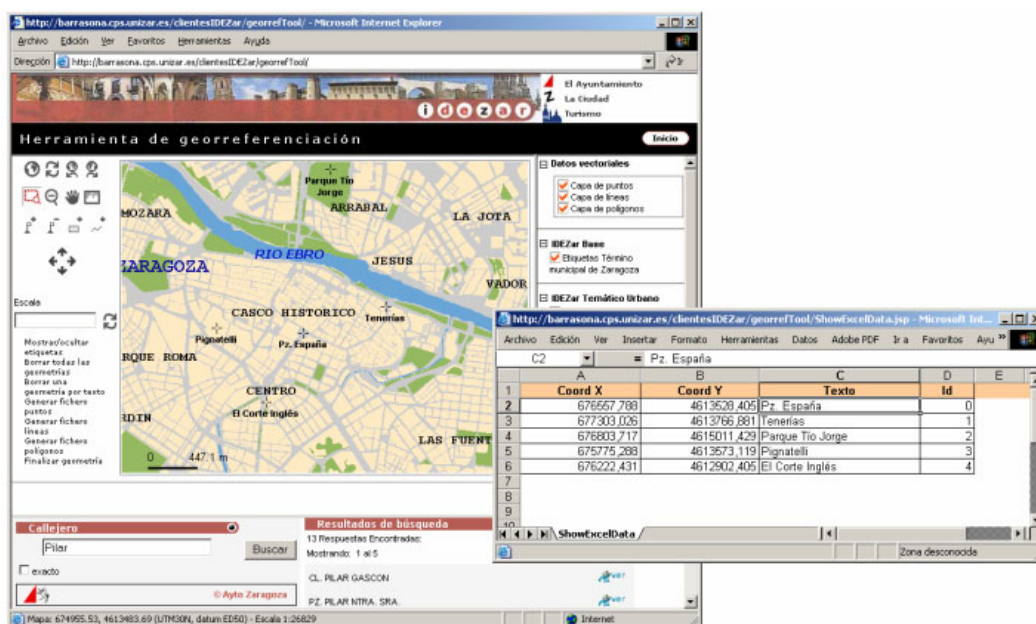 http://barrasona.cps.unizar.es/clientesIDEZar/georrefTool/ - Microsoft Internet Explorer
Archivo Edición Ver Favoritos Herramientas Ayuda
Dirección http://barrasona.cps.unizar.es/clientesIDEZar/georrefTool/ Ir
idezar
El Ayuntamiento
La Ciudad
Turismo
Herramienta de georreferenciación
Inicio
Escala
Mostrar/ocultar
etiquetas
Borrar todas las
geometrías
Borrar una
geometría por texto
Generar fichero
puntos
Generar fichero
líneas
Generar fichero
polígonos
Finalizar geometría
Parque Tío
Jorge
ARRABAL
MOZARA
LA JOTA
RIO EBRO
JESUS
ZARAGOZA
VADOR
CASCO HISTORICO
Tenerías
Pignatelli
Pz. España
RQUE ROMA
CENTRO
El Corte Inglés
RDIN
LAS FUENT
0 447.1 m
Datos vectoriales
Capa de puntos
Capa de líneas
Capa de polígonos
IDEZar Base
Etiquetas Término
municipal de Zaragoza
IDEZar Temático Urbano
Callejero
Pilar
Buscar
exacto
© Ayto Zaragoza
Resultados de búsqueda
13 Respuestas Encontradas:
Mostrando: 1 al 5
CL. PILAR GASCON ver
PZ. PILAR NTRA. SRA. ver
Mapa: 674955.53, 4613483.69 (UTM30N, datum ED50) - Escala 1:26829
Internet
http://barrasona.cps.unizar.es/clientesIDEZar/georrefTool/ShowExcelData.jsp - Microsoft Int...
Archivo Edición Ver Insertar Formato Herramientas Datos Adobe PDF Ir a Favoritos Ayu »
C2 = Pz. España
A B C D E
1 Coord X Coord Y Texto Id
2 676557,788 4613528,405 Pz. España 0
3 677303,026 4613766,881 Tenerías 1
4 676803,717 4615011,429 Parque Tío Jorge 2
5 675775,288 4613573,119 Pignatelli 3
6 676222,431 4612902,405 El Corte Inglés 4
7
8
9
10
ShowExcelData
Zona desconocida